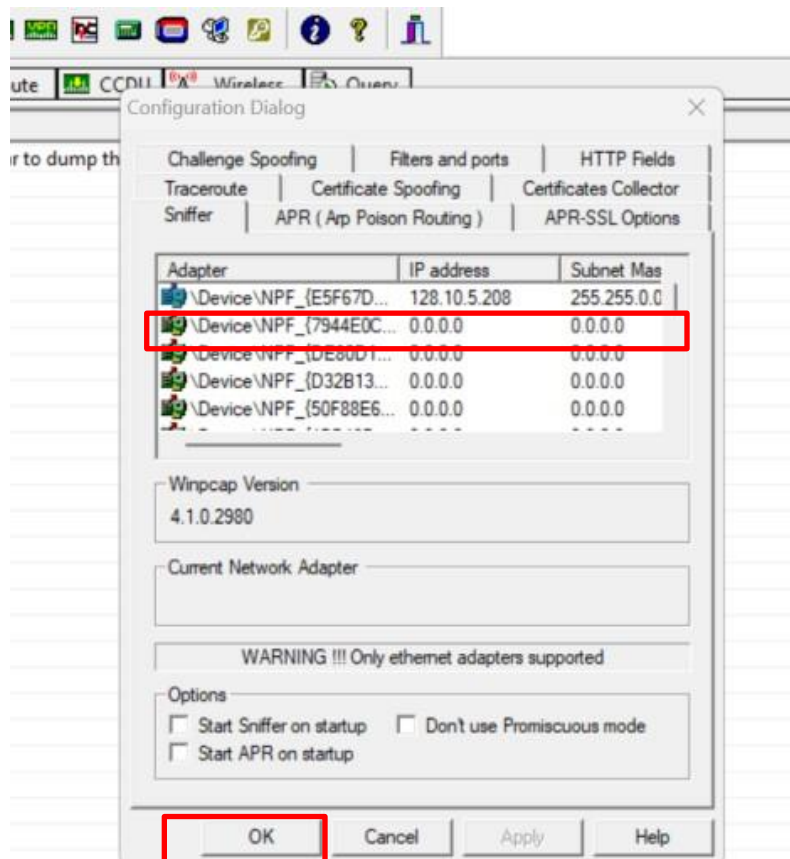 ute CCDU Wireless Query
Configuration Dialog
r to dump th
Challenge Spoofing Filters and ports HTTP Fields
Traceroute Certificate Spoofing Certificates Collector
Sniffer APR ( Arp Poison Routing ) APR-SSL Options
Adapter IP address Subnet Mas
\Device\NPF_{E5F67D... 128.10.5.208 255.255.0.0
\Device\NPF_{7944E0C... 0.0.0.0 0.0.0.0
\Device\NPF_{DE80D1... 0.0.0.0 0.0.0.0
\Device\NPF_{D32B13... 0.0.0.0 0.0.0.0
\Device\NPF_{50F88E6... 0.0.0.0 0.0.0.0
Winpcap Version
4.1.0.2980
Current Network Adapter
WARNING !!! Only ethernet adapters supported
Options
Start Sniffer on startup Don't use Promiscuous mode
Start APR on startup
OK Cancel Apply Help